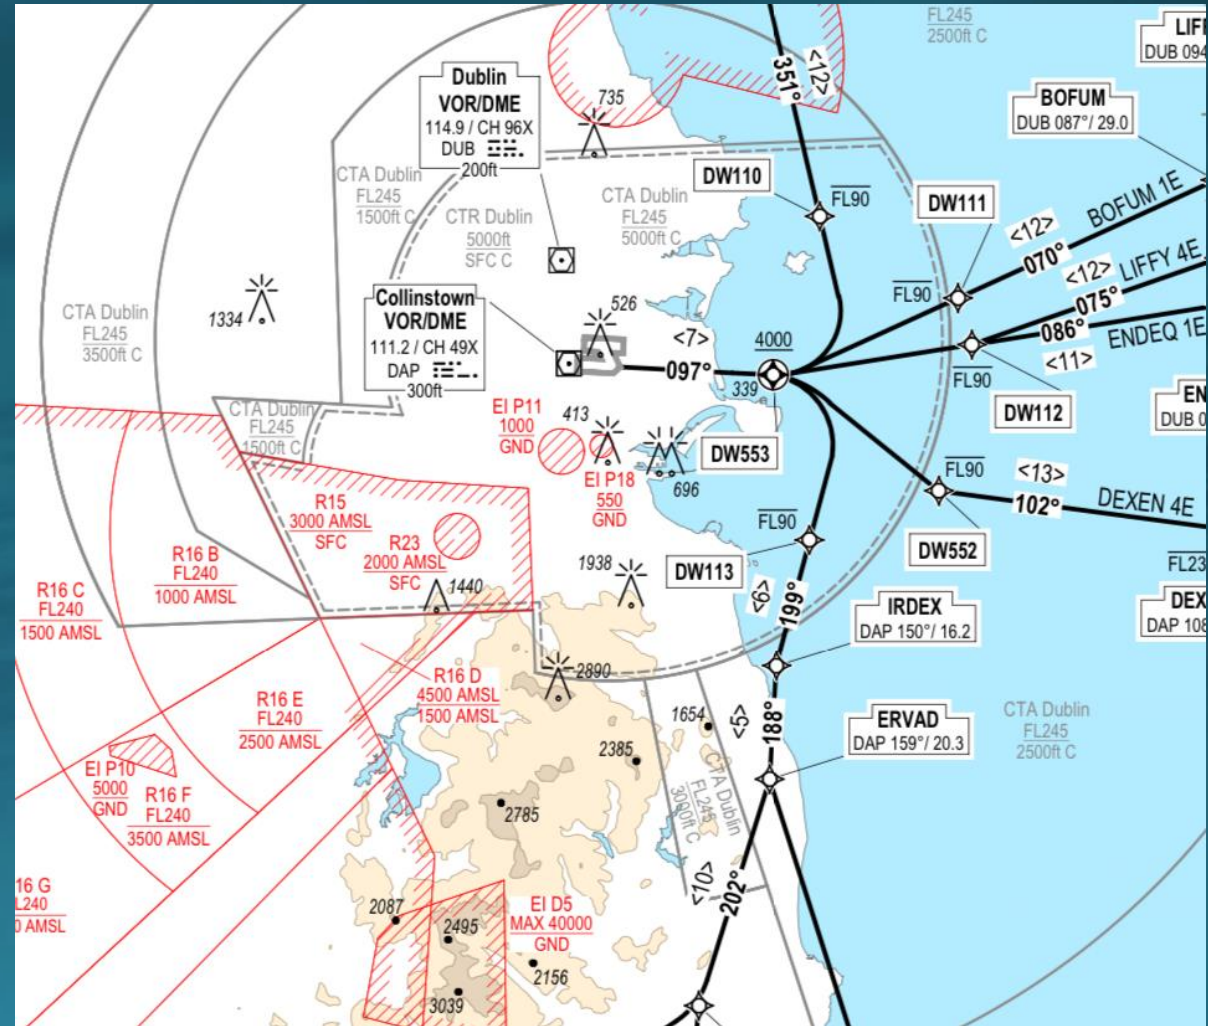 FL245
2500ft C
DUB 094
BOFUM
DUB 087°/ 29.0
Dublin
VOR/DME
114.9 / CH 96X
DUB
200ft
735
351°
<12>
CTA Dublin
FL245
1500ft C
CTR Dublin
5000ft
SFC C
CTA Dublin
FL245
5000ft C
DW110
FL90
DW111
BOFUM 1E
<12>
070°
<12>
LIFFY 4E
075°
086°
ENDEQ 1E
<11>
FL90
FL90
DW112
1334
CTA Dublin
FL245
3500ft C
Collinstown
VOR/DME
111.2 / CH 49X
DAP
300ft
526
<7>
097°
4000
339
DUB 0
CTA Dublin
FL245
1500ft C
EI P11
1000
GND
413
EI P18
550
GND
696
DW553
FL90
<13>
102°
DEXEN 4E
DW552
FL23
R15
3000 AMSL
SFC
R23
2000 AMSL
SFC
1440
R16 B
FL240
1000 AMSL
R16 C
FL240
1500 AMSL
1938
FL90
DW113
<6>
199°
IRDEX
DAP 150°/ 16.2
DEX
DAP 108
R16 D
4500 AMSL
1500 AMSL
2890
R16 E
FL240
2500 AMSL
1654
<5>
188°
ERVAD
DAP 159°/ 20.3
CTA Dublin
FL245
2500ft C
2385
EI P10
5000
GND
R16 F
FL240
3500 AMSL
CTA Dublin
FL245
3000ft C
2785
<10>
202°
16 G
L240
0 AMSL
EI D5
MAX 40000
GND
2087
2495
2156
3039